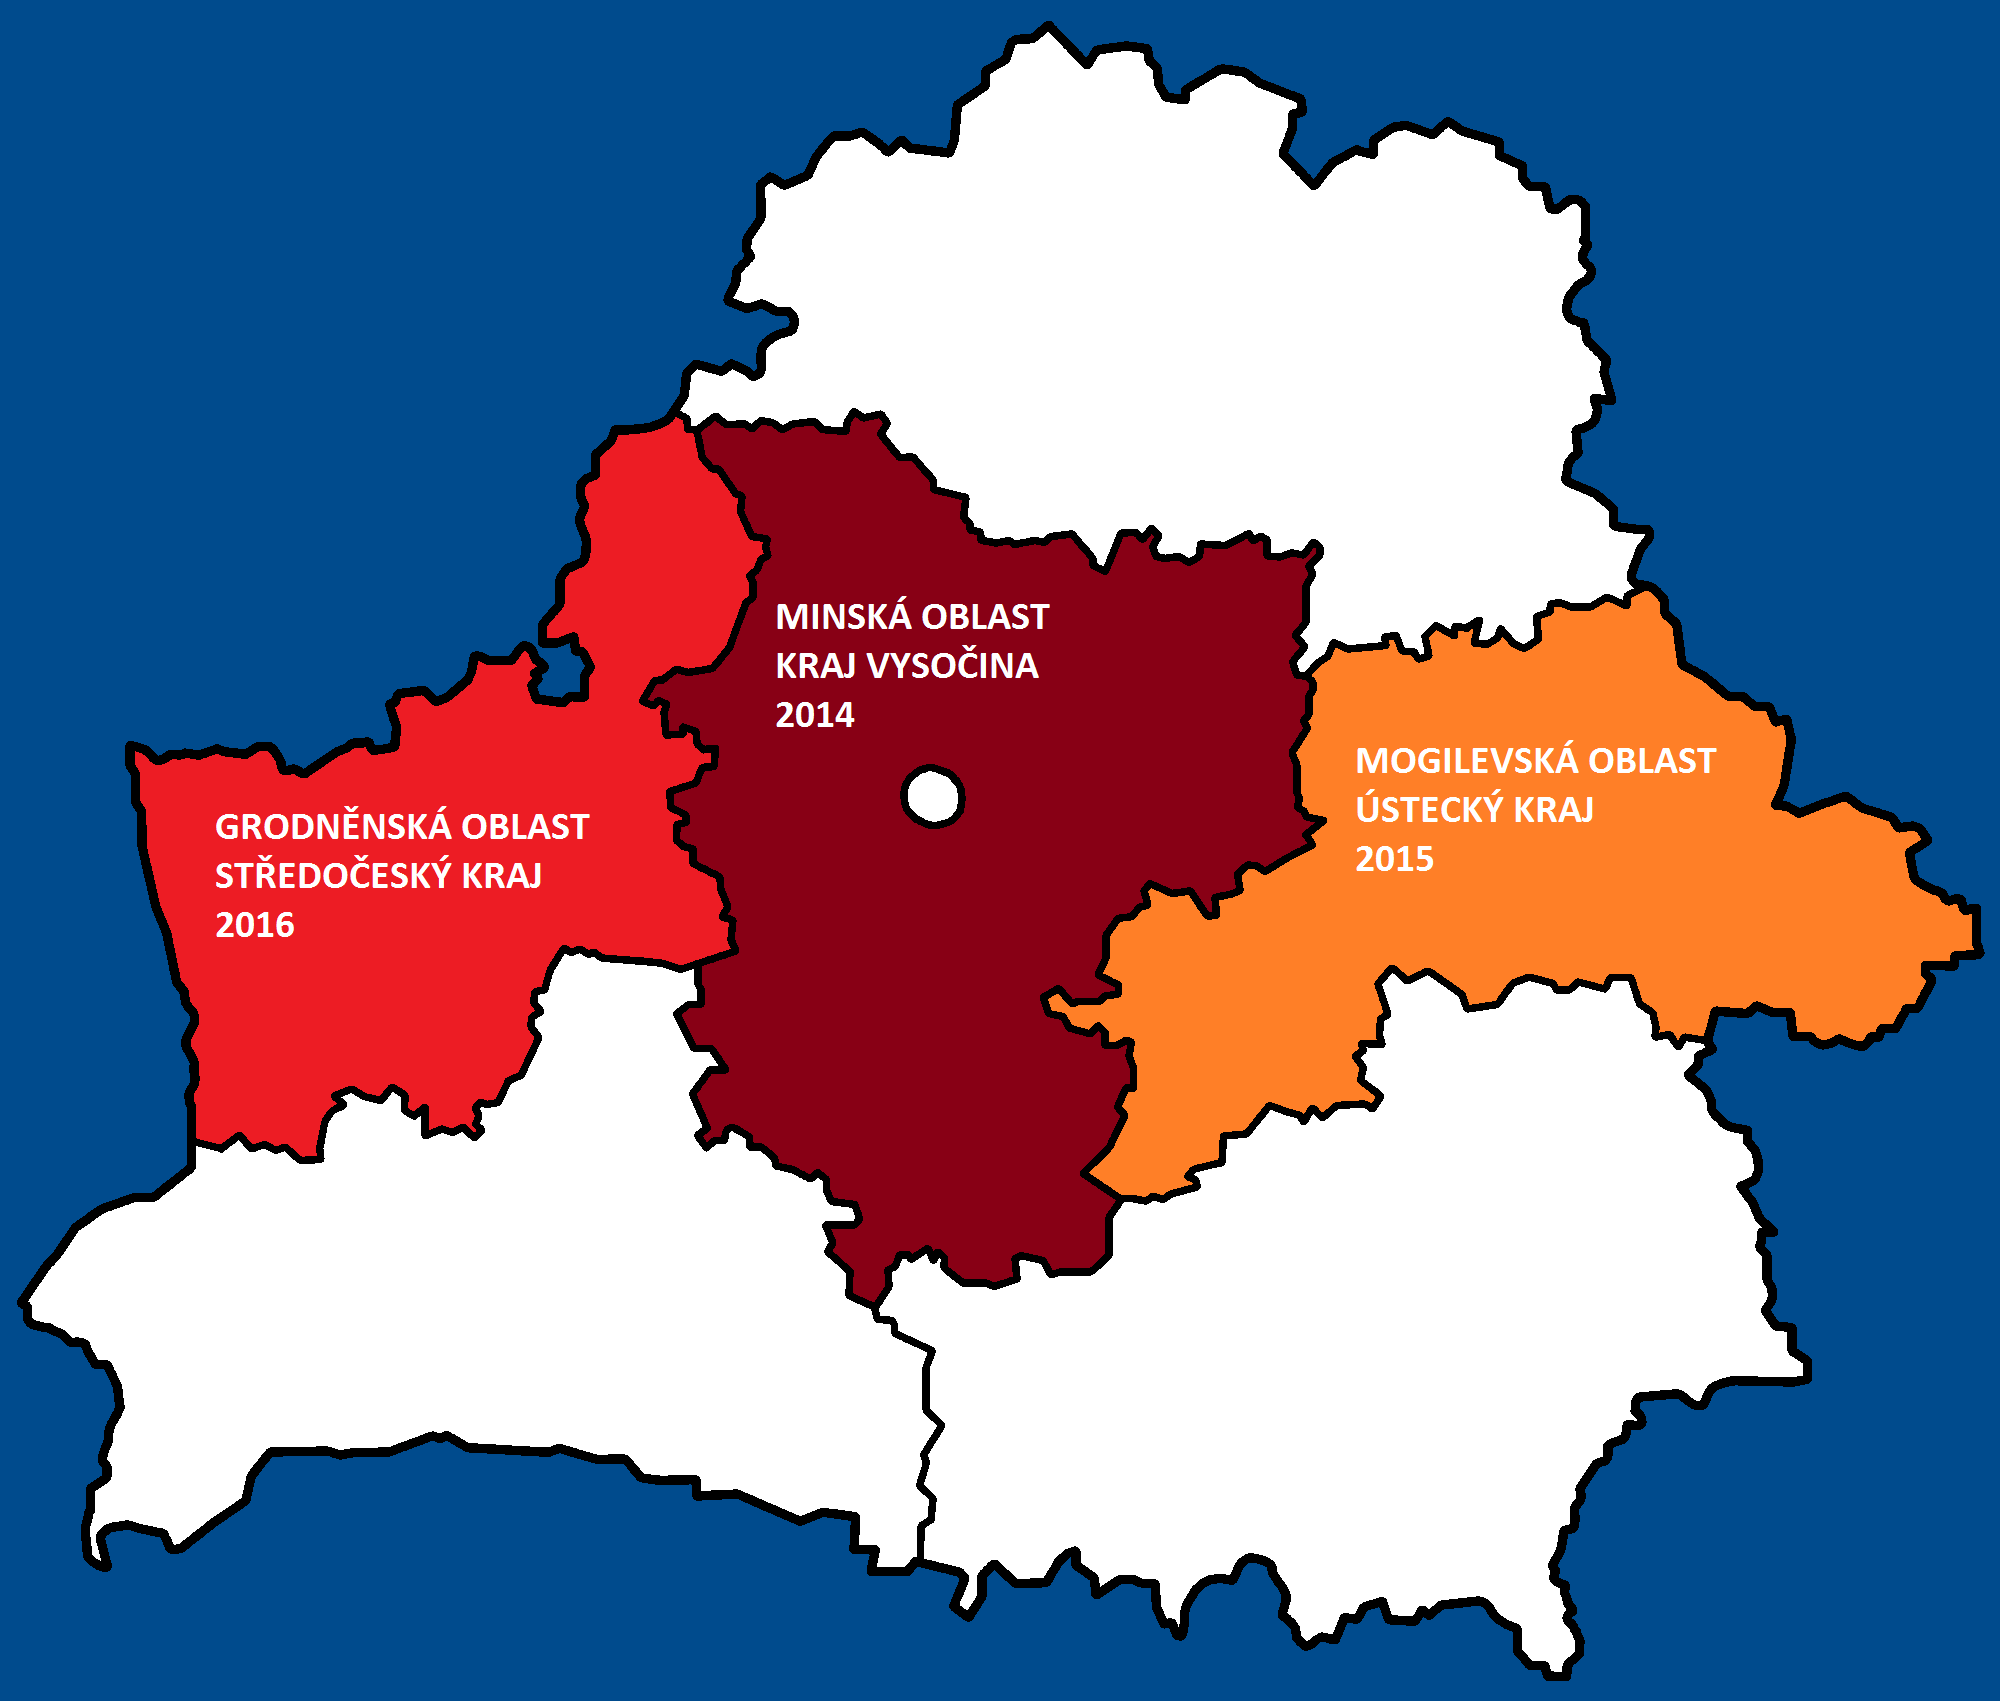 MINSKÁ OBLAST
KRAJ VYSOČINA
2014
MOGILEVSKÁ OBLAST
ÚSTECKÝ KRAJ
2015
GRODNĚNSKÁ OBLAST
STŘEDOČESKÝ KRAJ
2016